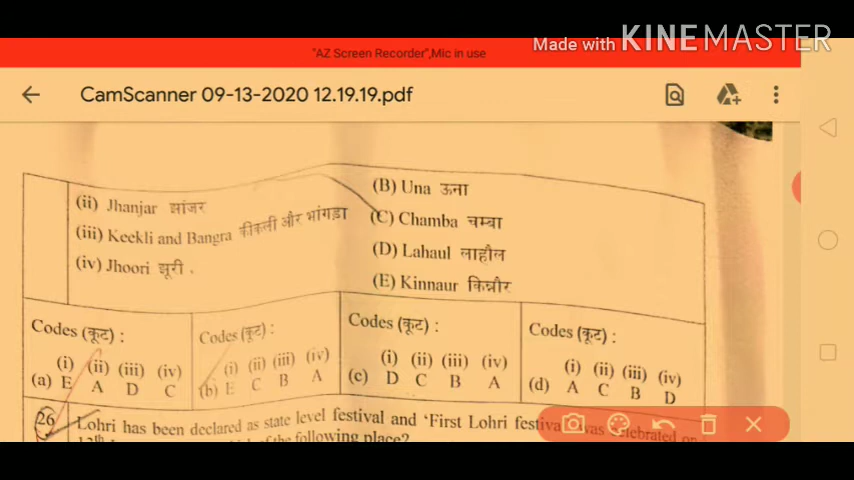 Made with KINEMASTER
"AZ Screen Recorder",Mic in use
CamScanner 09-13-2020 12.19.19.pdf
(ii) Jhanjar झांजर
(iii) Keekli and Bangra कीकली और भांगड़ा
(iv) Jhoori झूरी .
(B) Una ऊना
(C) Chamba चम्बा
(D) Lahaul लाहौल
(E) Kinnaur किन्नौर
Codes (कूट) :
(i) (ii) (iii) (iv)
(a) E A D C
Codes (कूट) :
(i) (ii) (iii) (iv)
(b) E C B A
Codes (कूट) :
(i) (ii) (iii) (iv)
(c) D C B A
Codes (कूट) :
(i) (ii) (iii) (iv)
(d) A C B D
26 Lohri has been declared as state level festival and ‘First Lohri festival was celebrated on
12th of the following place?